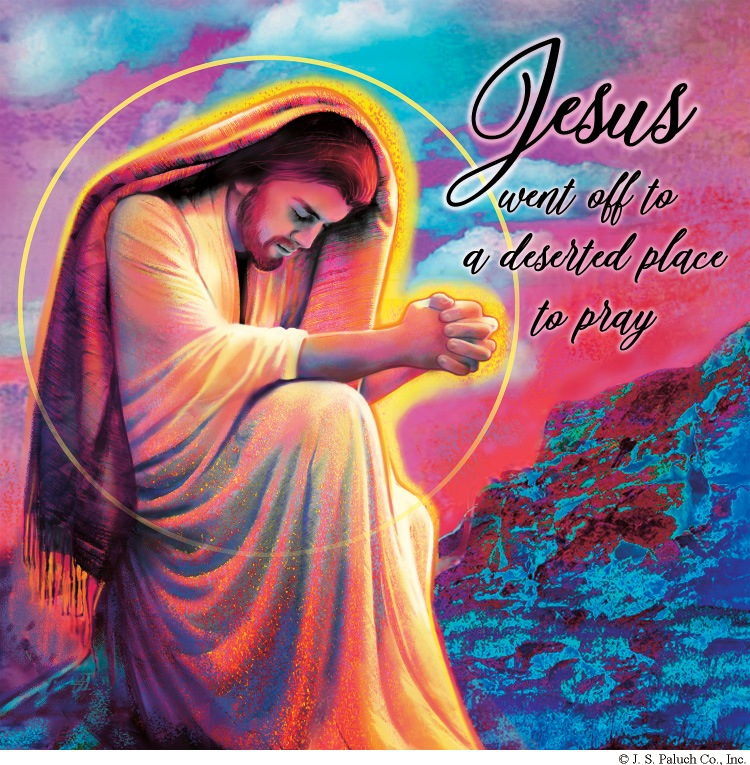 Jesus
went off to
a deserted place
to pray
© J. S. Paluch Co., Inc.